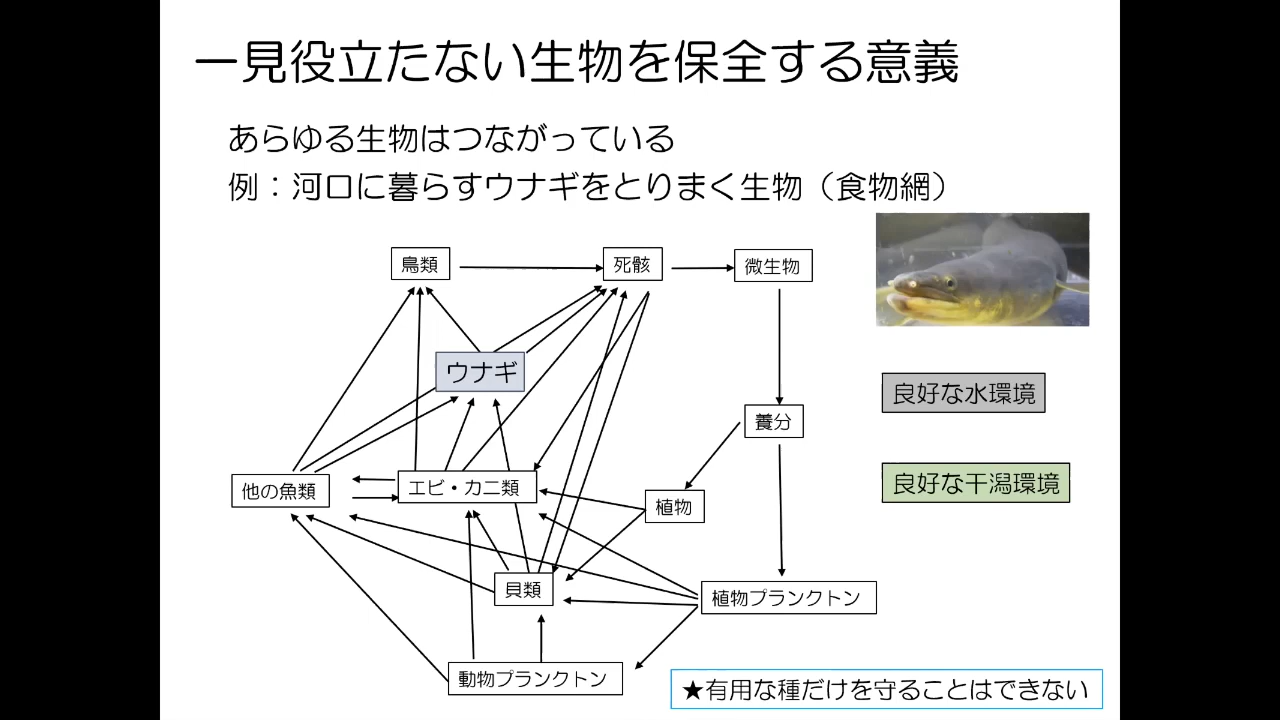 一見役立たない生物を保全する意義
あらゆる生物はつながっている
例：河口に暮らすウナギをとりまく生物（食物網）
鳥類
死骸
微生物
ウナギ
良好な水環境
養分
他の魚類
エビ・カニ類
植物
良好な干潟環境
貝類
植物プランクトン
動物プランクトン
★有用な種だけを守ることはできない